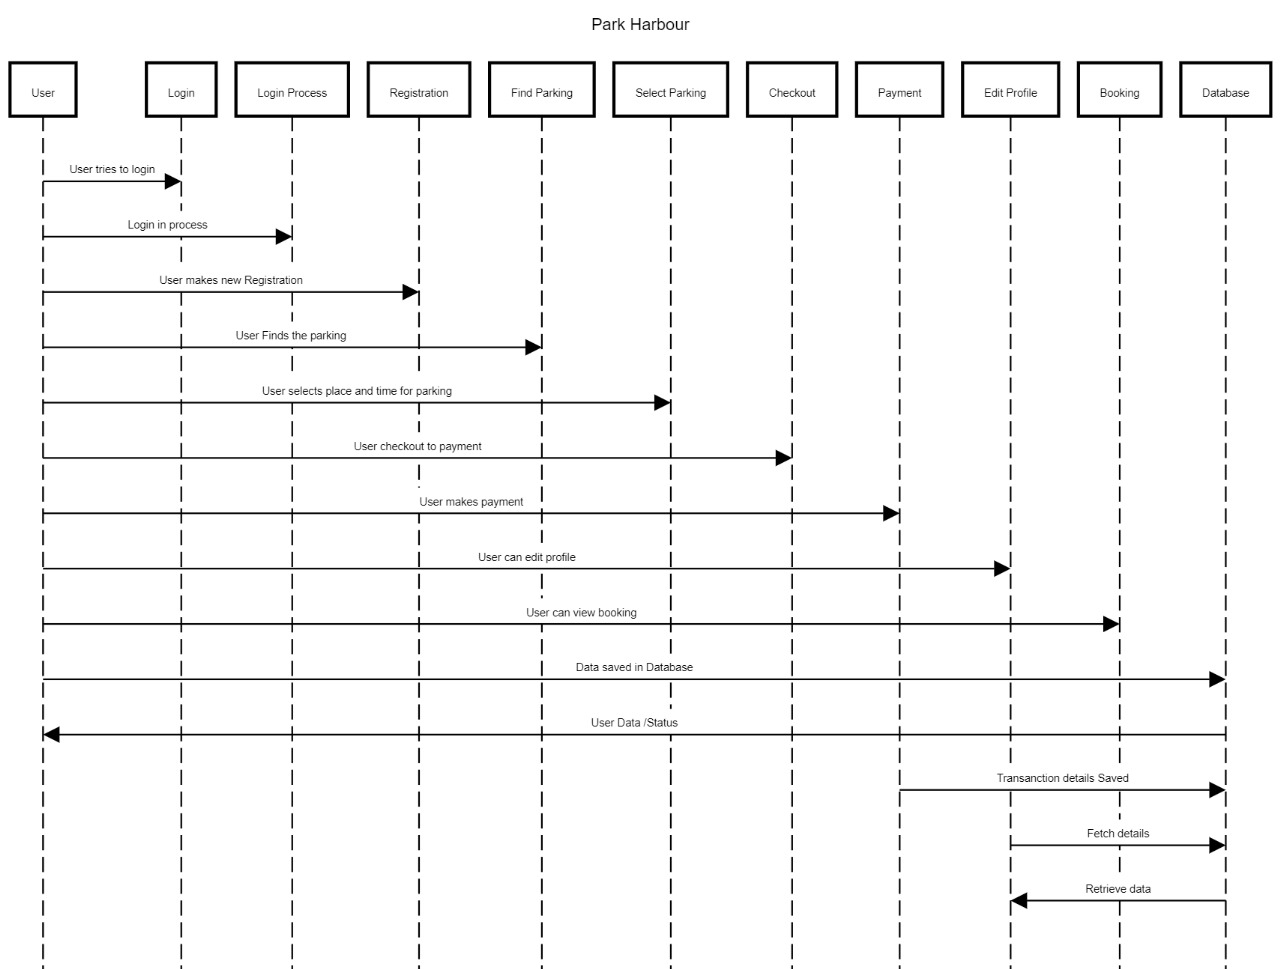 Park Harbour
User
Login
Login Process
Registration
Find Parking
Select Parking
Checkout
Payment
Edit Profile
Booking
Database
User tries to login
Login in process
User makes new Registration
User Finds the parking
User selects place and time for parking
User checkout to payment
User makes payment
User can edit profile
User can view booking
Data saved in Database
User Data /Status
Transanction details Saved
Fetch details
Retrieve data